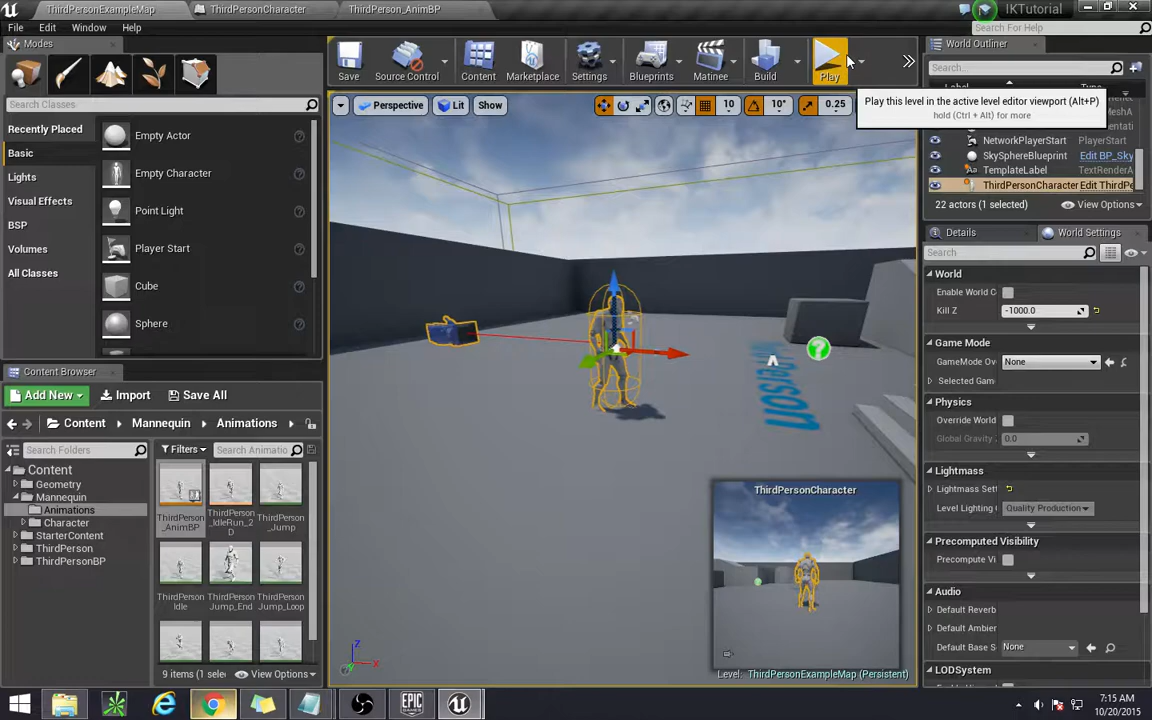 ThirdPersonExampleMap
ThirdPersonCharacter
ThirdPerson_AnimBP
IKTutorial
File
Edit
Window
Help
Search For Help
Modes
Search Classes
Recently Placed
Basic
Lights
Visual Effects
BSP
Volumes
All Classes
Empty Actor
Empty Character
Point Light
Player Start
Cube
Sphere
Save
Source Control
Content
Marketplace
Settings
Blueprints
Matinee
Build
Play
Perspective
Lit
Show
10
10°
0.25
Play this level in the active level editor viewport (Alt+P)
hold (Ctrl + Alt) for more
Person
ThirdPersonCharacter
Level: ThirdPersonExampleMap (Persistent)
World Outliner
Search...
NetworkPlayerStart
PlayerStart
SkySphereBlueprint
Edit BP_Sky
TemplateLabel
TextRenderA
ThirdPersonCharacter
Edit ThirdPe
22 actors (1 selected)
View Options
Details
World Settings
Search
World
Enable World C
Kill Z
-1000.0
Game Mode
GameMode Ov
None
Selected Gam
Physics
Override World
Global Gravity
0.0
Lightmass
Lightmass Sett
Level Lighting
Quality Production
Precomputed Visibility
Precompute Vi
Audio
Default Reverb
Default Ambien
Default Base S
None
LODSystem
Content Browser
Add New
Import
Save All
Content
Mannequin
Animations
Search Folders
Filters
Search Animatio
Content
Geometry
Mannequin
Animations
Character
StarterContent
ThirdPerson
ThirdPersonBP
ThirdPerson
_AnimBP
ThirdPerson
_IdleRun_2
D
ThirdPerson
_Jump
ThirdPerson
Idle
ThirdPerson
Jump_End
ThirdPerson
Jump_Loop
9 items (1 sele
View Options
7:15 AM
10/20/2015